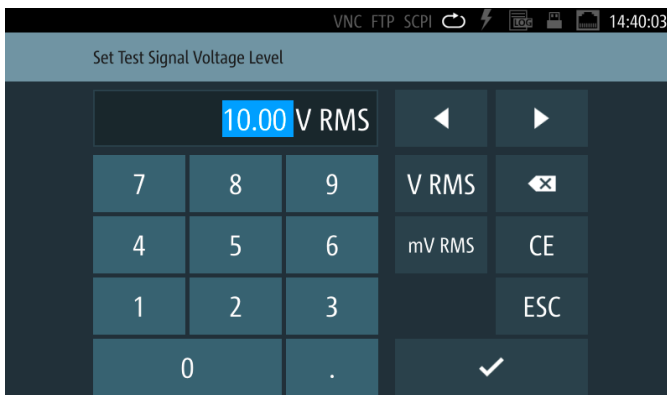 VNC FTP SCPI LOG 14:40:03
Set Test Signal Voltage Level
10.00 V RMS
7 8 9 V RMS
4 5 6 mV RMS CE
1 2 3 ESC
0 .